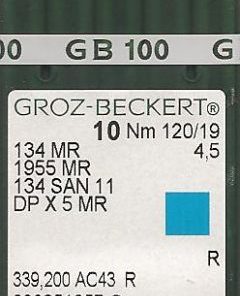 00 GB 100 G
GROZ-BECKERT®
10 Nm 120/19
134 MR 4,5
1955 MR
134 SAN 11
DP X 5 MR
R
339,200 AC43 R